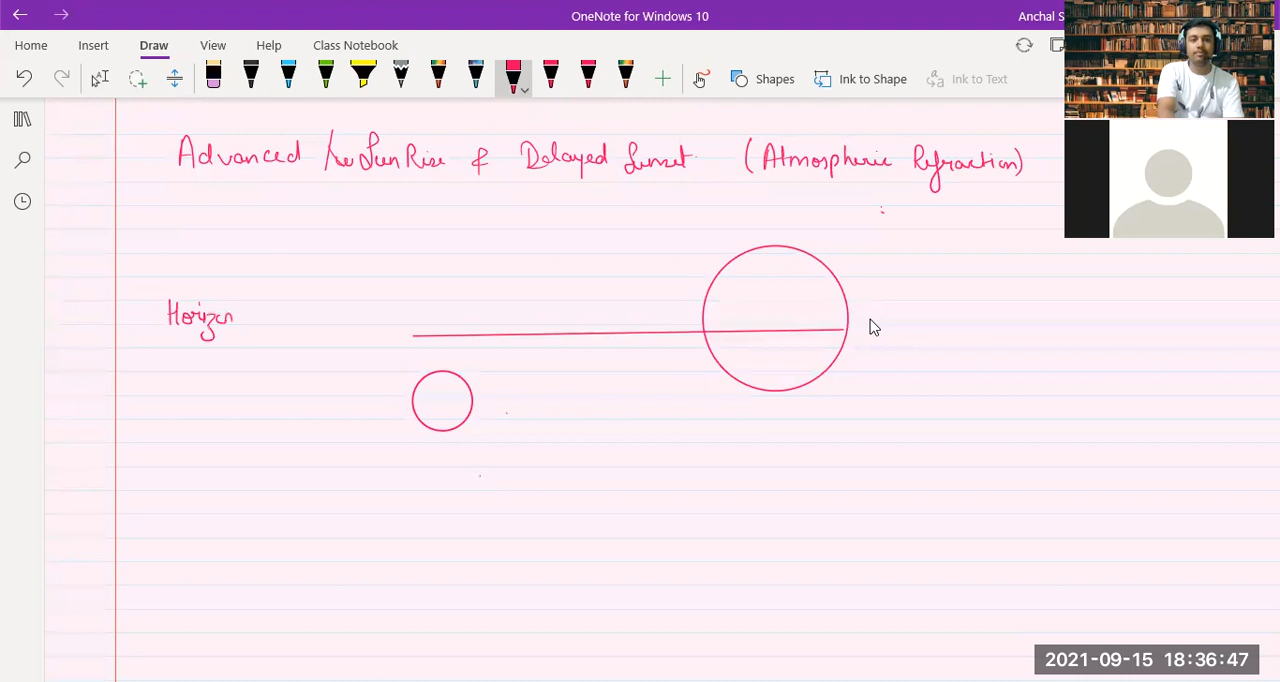 OneNote for Windows 10
Anchal S
Home Insert Draw View Help Class Notebook
Shapes Ink to Shape Ink to Text
Advanced SunRise & Delayed Sunset (Atmospheric Refraction)
Horizon
2021-09-15 18:36:47